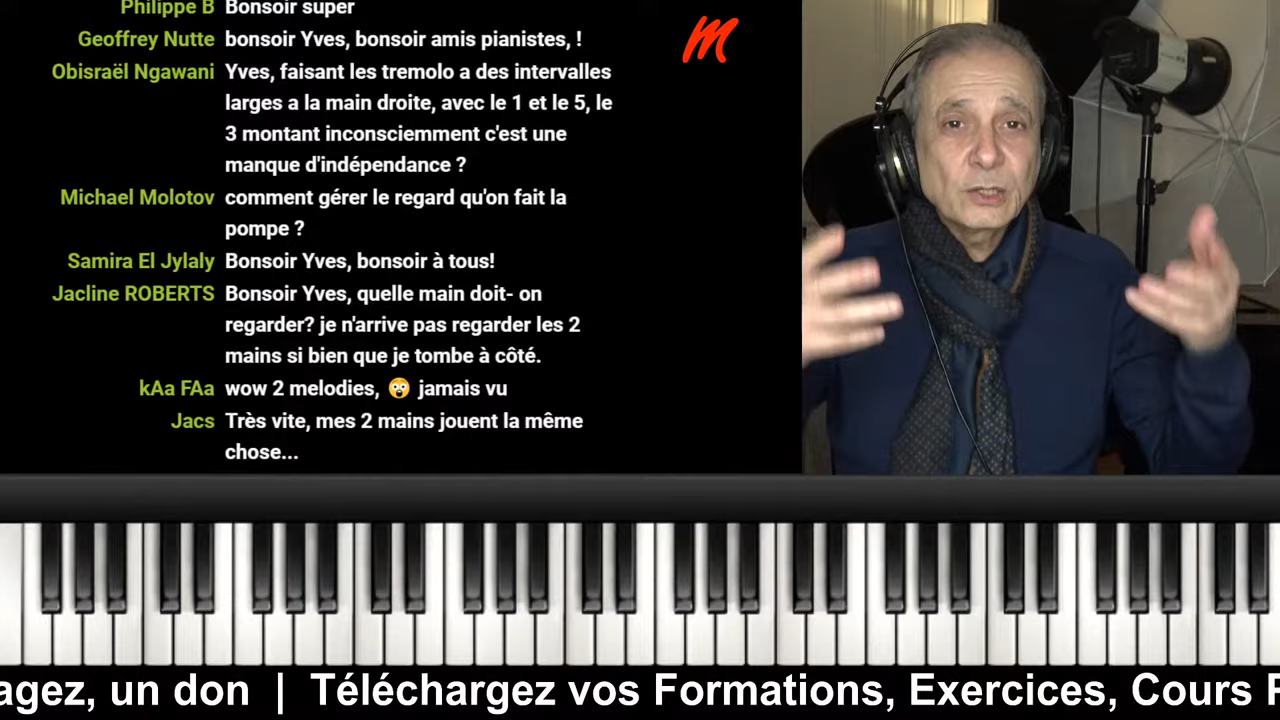 Philippe B Bonsoir super
Geoffrey Nutte bonsoir Yves, bonsoir amis pianistes, !
Obisraël Ngawani Yves, faisant les tremolo a des intervalles
larges a la main droite, avec le 1 et le 5, le
3 montant inconsciemment c'est une
manque d'indépendance ?
Michael Molotov comment gérer le regard qu'on fait la
pompe ?
Samira El Jylaly Bonsoir Yves, bonsoir à tous!
Jacline ROBERTS Bonsoir Yves, quelle main doit- on
regarder? je n'arrive pas regarder les 2
mains si bien que je tombe à côté.
kAa FAa wow 2 melodies, 😲 jamais vu
Jacs Très vite, mes 2 mains jouent la même
chose...
m
agez, un don | Téléchargez vos Formations, Exercices, Cours